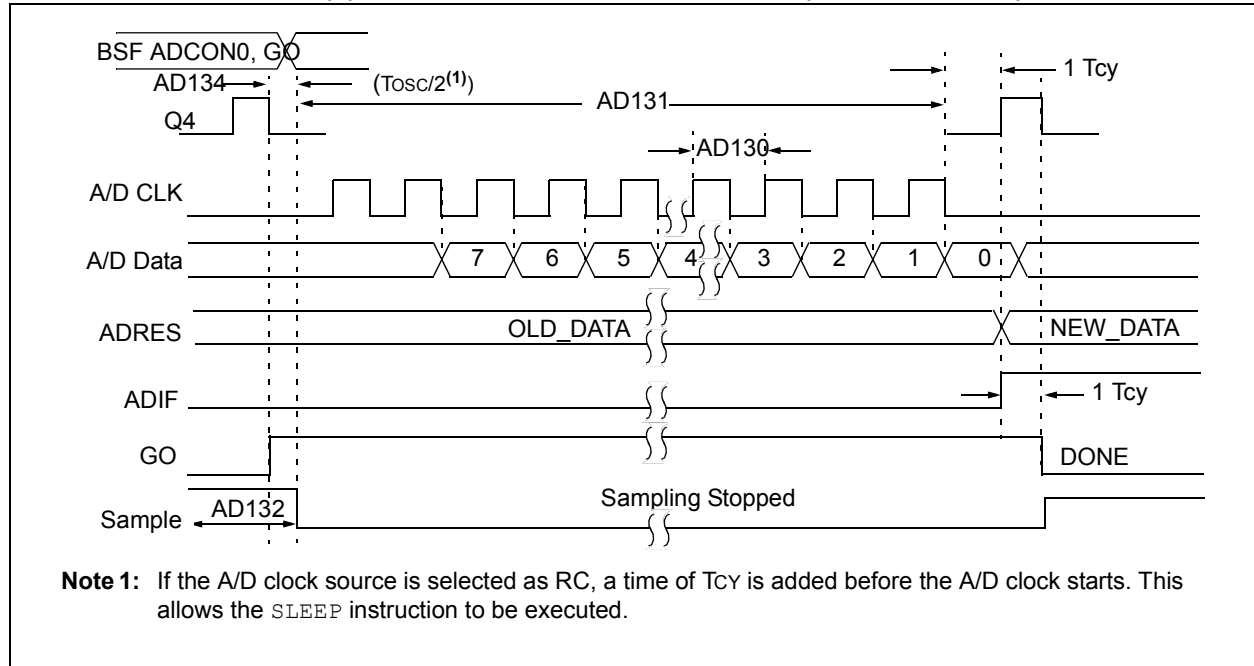 BSF ADCON0, GO
AD134 (TOSC/2(1)) AD131 1 Tcy
Q4
AD130
A/D CLK
A/D Data 7 6 5 4 3 2 1 0
ADRES OLD_DATA NEW_DATA
ADIF 1 Tcy
GO DONE
Sample AD132 Sampling Stopped
Note 1: If the A/D clock source is selected as RC, a time of TCY is added before the A/D clock starts. This
allows the SLEEP instruction to be executed.